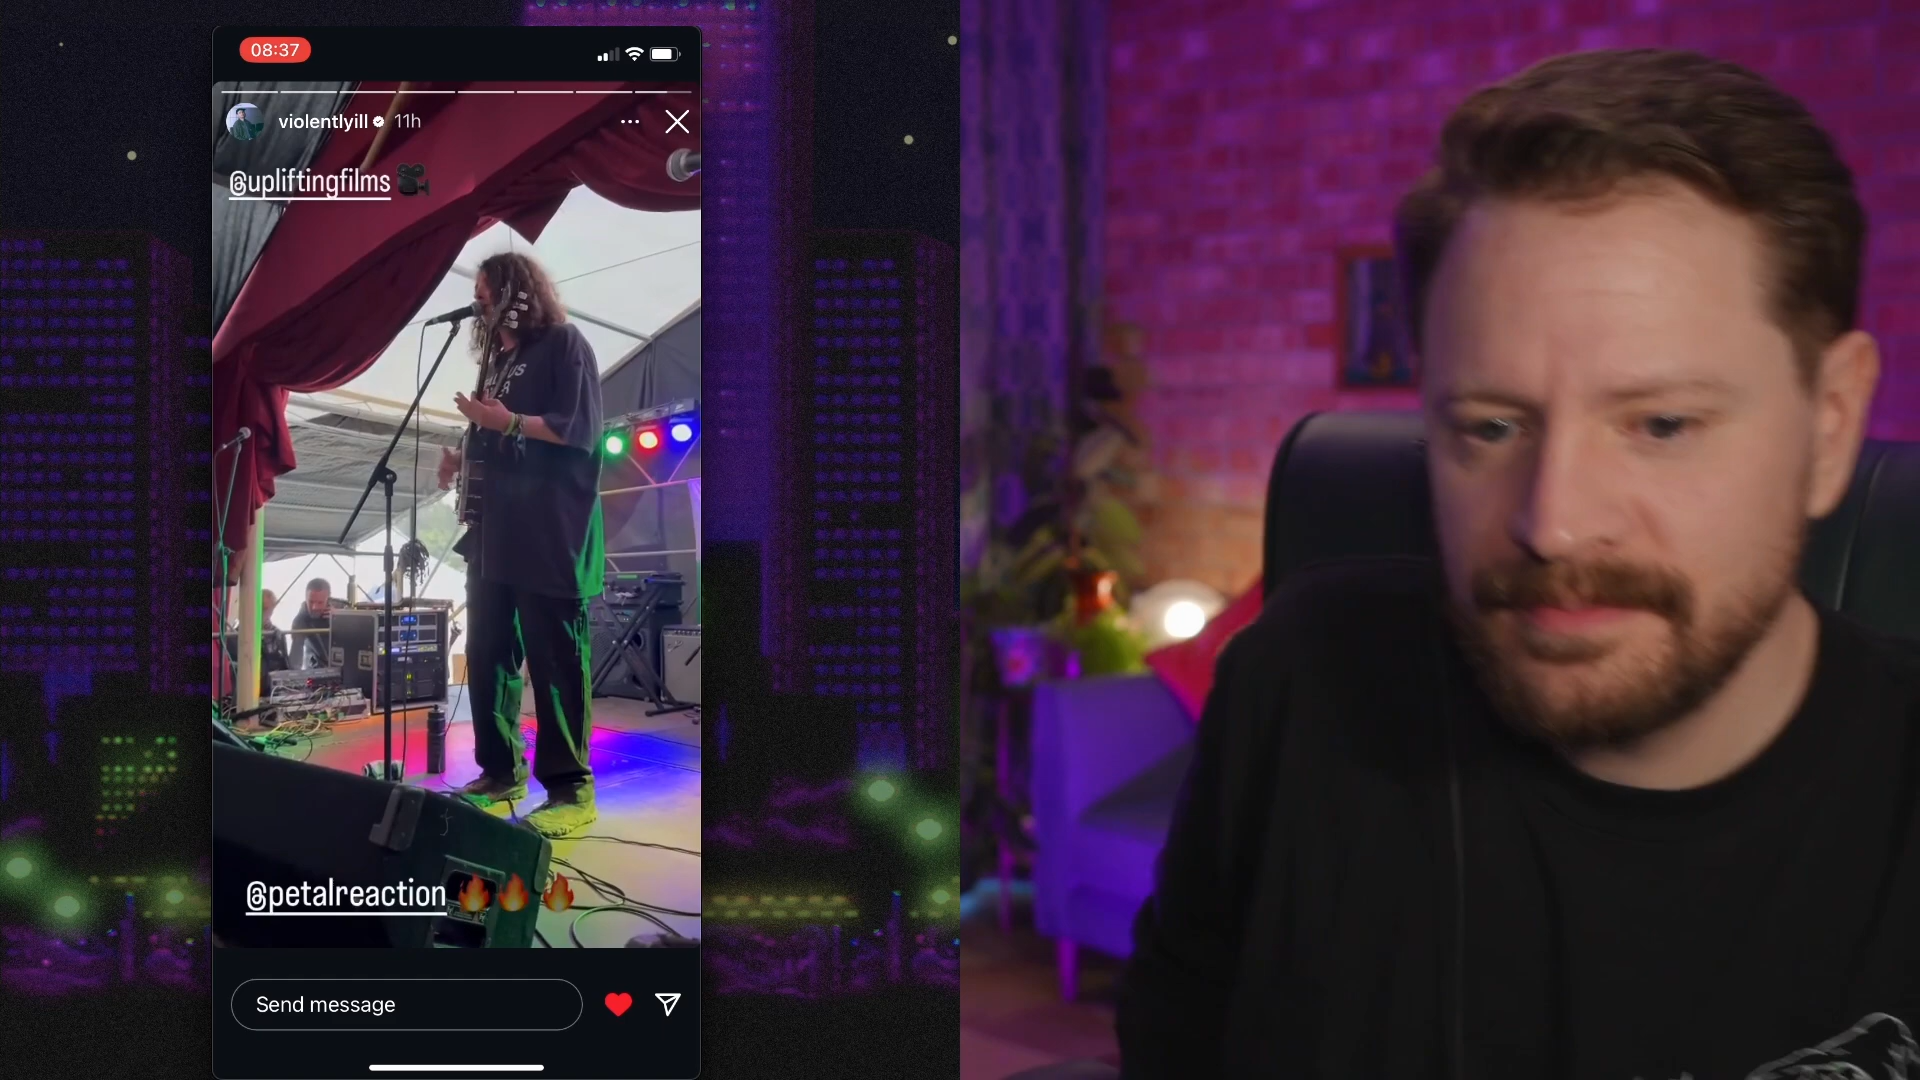 08:37
violentlyill 11h
@upliftingfilms
@petalreaction
Send message